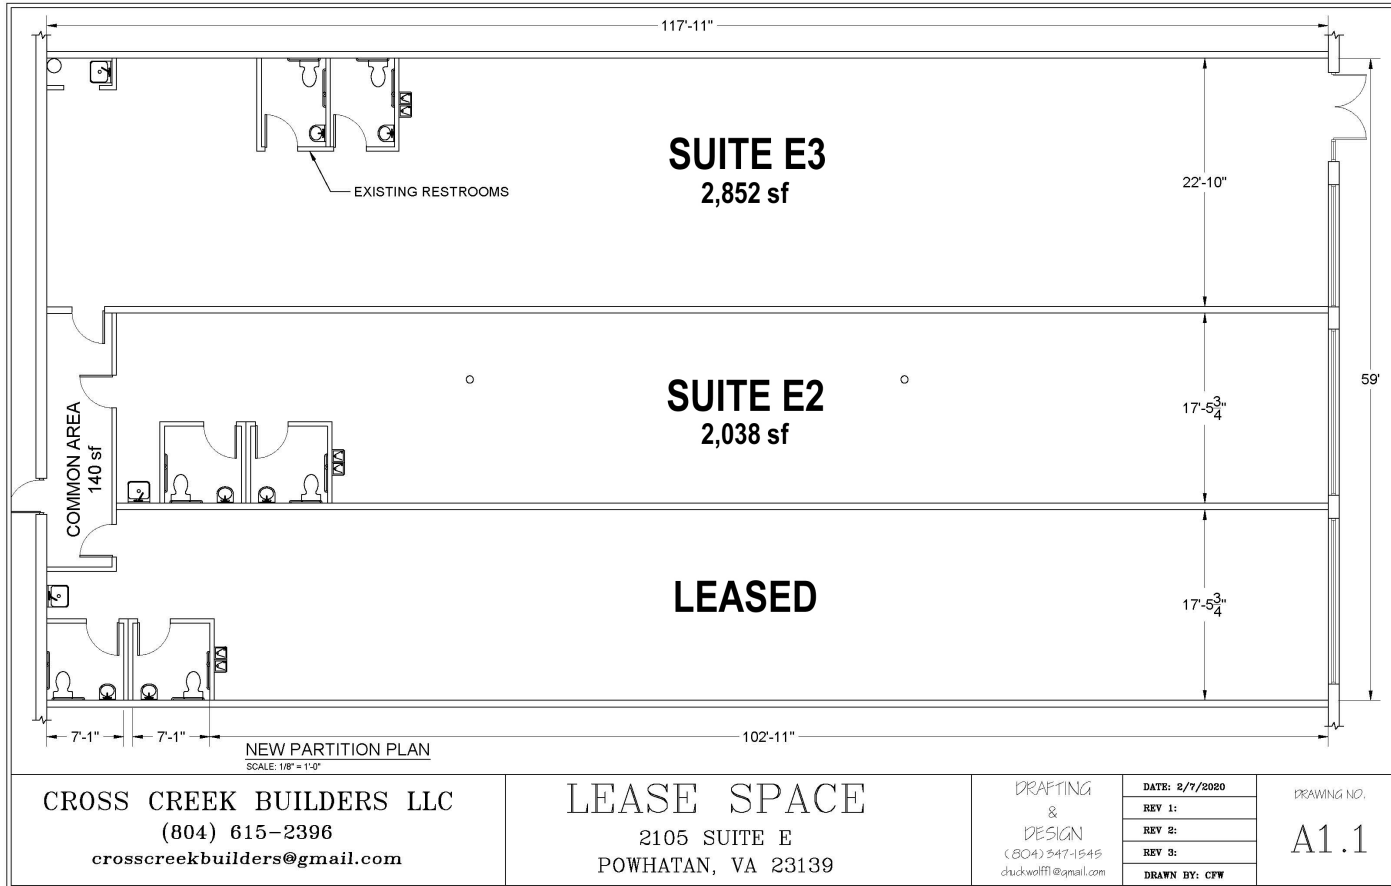 117'-11"
SUITE E3
2,852 sf
22'-10"
EXISTING RESTROOMS
59'
SUITE E2
2,038 sf
17'-5 3/4"
COMMON AREA
140 sf
LEASED
17'-5 3/4"
7'-1"
7'-1"
102'-11"
NEW PARTITION PLAN
SCALE: 1/8" = 1'-0"
CROSS CREEK BUILDERS LLC
(804) 615-2396
crosscreekbuilders@gmail.com
LEASE SPACE
2105 SUITE E
POWHATAN, VA 23139
DRAFTING
&
DESIGN
(804) 347-1545
chuckwolff1@gmail.com
DATE: 2/7/2020
REV 1:
REV 2:
REV 3:
DRAWN BY: CFW
DRAWING NO.
A1.1